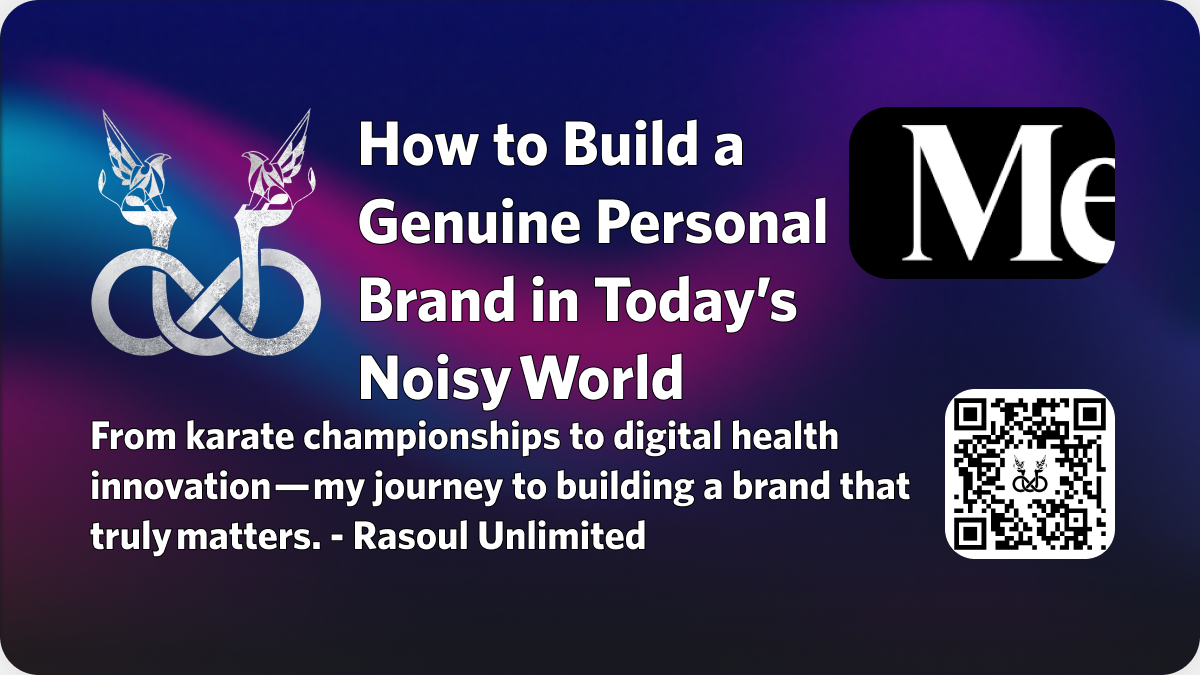 How to Build a
Genuine Personal
Brand in Today’s
Noisy World
Me
From karate championships to digital health
innovation—my journey to building a brand that
truly matters. - Rasoul Unlimited